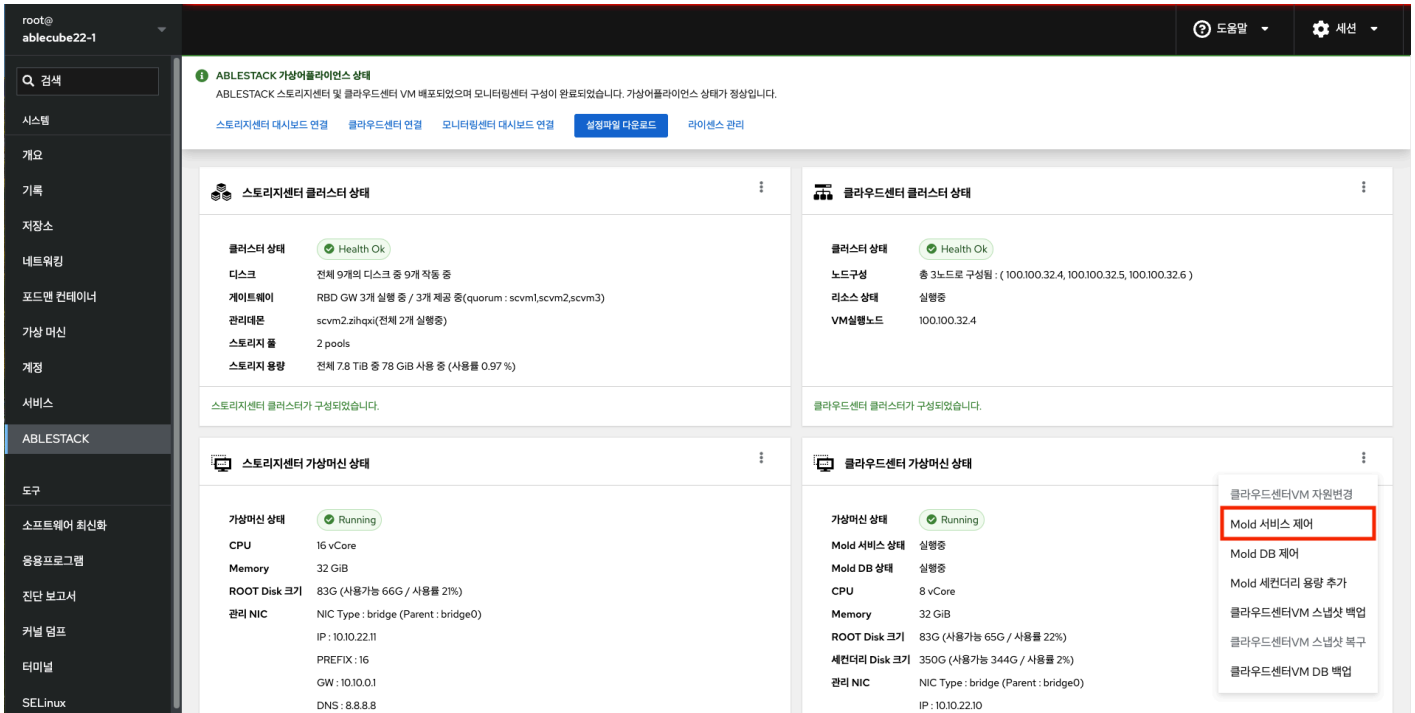 root@
ablecube22-1
도움말
세션
검색
시스템
개요
기록
저장소
네트워킹
포드맨 컨테이너
가상 머신
계정
서비스
ABLESTACK
도구
소프트웨어 최신화
응용프로그램
진단 보고서
커널 덤프
터미널
SELinux
ABLESTACK 가상어플라이언스 상태
ABLESTACK 스토리지센터 및 클라우드센터 VM 배포되었으며 모니터링센터 구성이 완료되었습니다. 가상어플라이언스 상태가 정상입니다.
스토리지센터 대시보드 연결 클라우드센터 연결 모니터링센터 대시보드 연결 설정파일 다운로드 라이센스 관리
스토리지센터 클러스터 상태
클러스터 상태 Health Ok
디스크 전체 9개의 디스크 중 9개 작동 중
게이트웨이 RBD GW 3개 실행 중 / 3개 제공 중(quorum : scvm1,scvm2,scvm3)
관리데몬 scvm2.zihqxi(전체 2개 실행중)
스토리지 풀 2 pools
스토리지 용량 전체 7.8 TiB 중 78 GiB 사용 중 (사용률 0.97 %)
스토리지센터 클러스터가 구성되었습니다.
클라우드센터 클러스터 상태
클러스터 상태 Health Ok
노드구성 총 3노드로 구성됨 : ( 100.100.32.4, 100.100.32.5, 100.100.32.6 )
리소스 상태 실행중
VM실행노드 100.100.32.4
클라우드센터 클러스터가 구성되었습니다.
스토리지센터 가상머신 상태
가상머신 상태 Running
CPU 16 vCore
Memory 32 GiB
ROOT Disk 크기 83G (사용가능 66G / 사용률 21%)
관리 NIC NIC Type : bridge (Parent : bridge0)
IP : 10.10.22.11
PREFIX : 16
GW : 10.10.0.1
DNS : 8.8.8.8
클라우드센터 가상머신 상태
가상머신 상태 Running
Mold 서비스 상태 실행중
Mold DB 상태 실행중
CPU 8 vCore
Memory 32 GiB
ROOT Disk 크기 83G (사용가능 65G / 사용률 22%)
세컨더리 Disk 크기 350G (사용가능 344G / 사용률 2%)
관리 NIC NIC Type : bridge (Parent : bridge0)
IP : 10.10.22.10
클라우드센터VM 자원변경
Mold 서비스 제어
Mold DB 제어
Mold 세컨더리 용량 추가
클라우드센터VM 스냅샷 백업
클라우드센터VM 스냅샷 복구
클라우드센터VM DB 백업